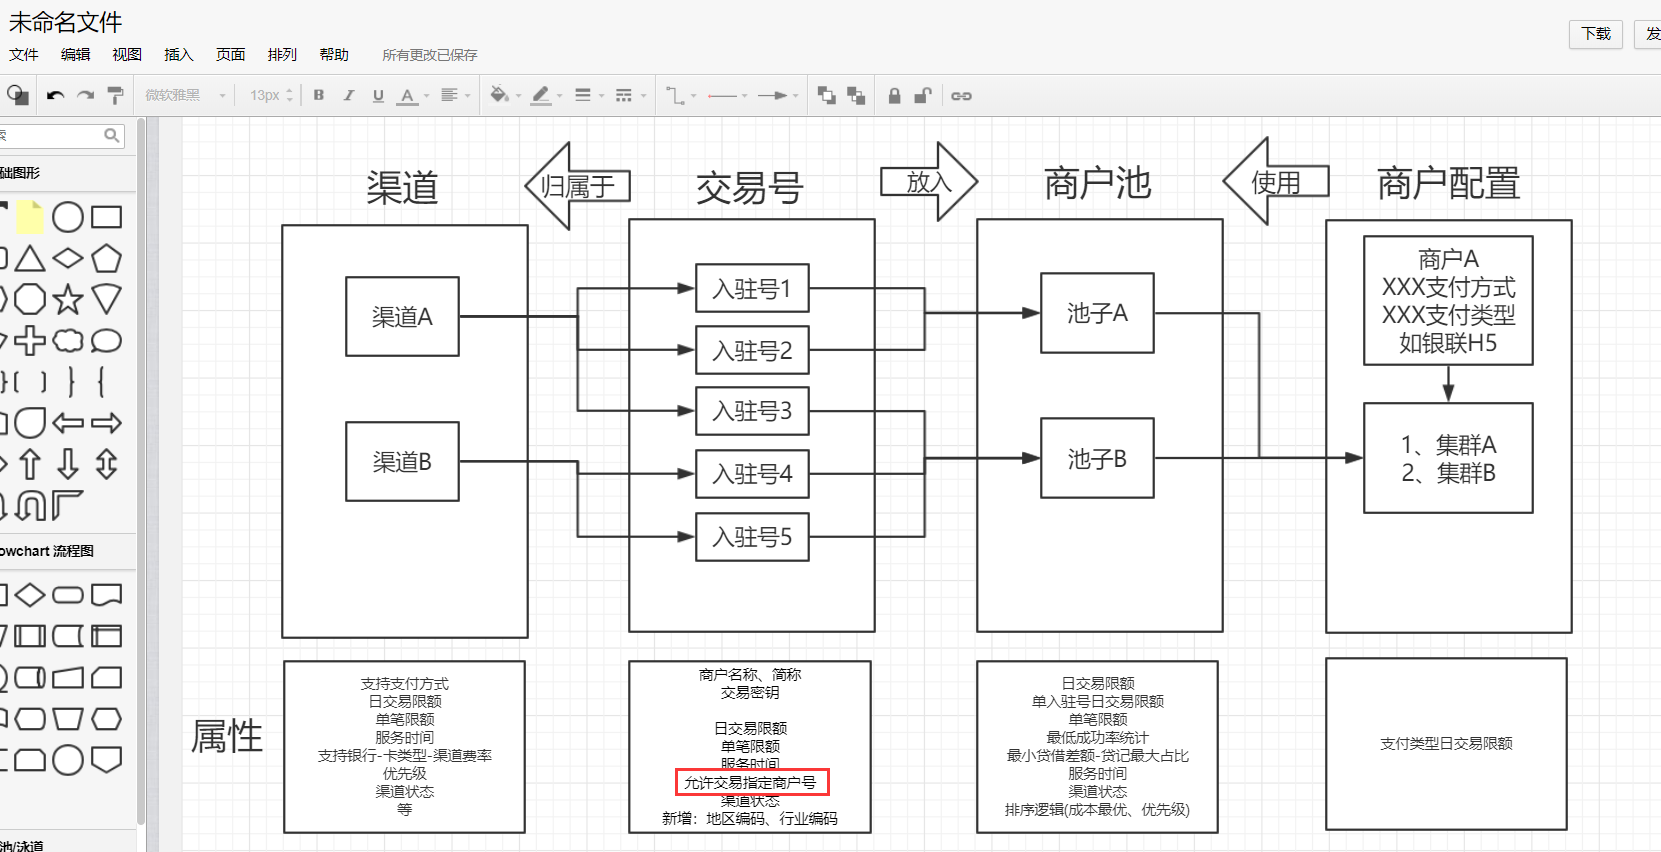 未命名文件
文件 编辑 视图 插入 页面 排列 帮助 所有更改已保存
下载 发
微软雅黑 13px B I U A
索
础图形
owchart 流程图
池/泳道
渠道
归属于
交易号
放入
商户池
使用
商户配置
渠道A
渠道B
入驻号1
入驻号2
入驻号3
入驻号4
入驻号5
池子A
池子B
商户A
XXX支付方式
XXX支付类型
如银联H5
1、集群A
2、集群B
属性
支持支付方式
日交易限额
单笔限额
服务时间
支持银行-卡类型-渠道费率
优先级
渠道状态
等
商户名称、简称
交易密钥
日交易限额
单笔限额
服务时间
允许交易指定商户号
渠道状态
新增：地区编码、行业编码
日交易限额
单入驻号日交易限额
单笔限额
最低成功率统计
最小贷借差额-贷记最大占比
服务时间
渠道状态
排序逻辑(成本最优、优先级)
支付类型日交易限额